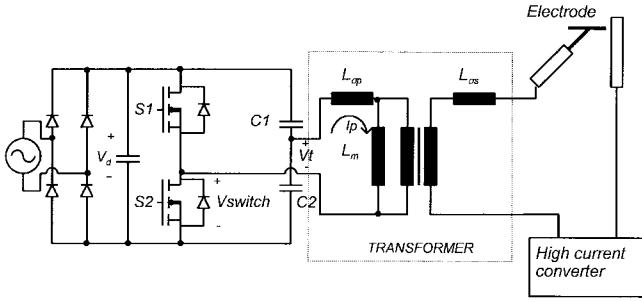 Electrode
Lσp
Lσs
S1
C1
Ip
+
Vd
-
+
Vt
-
Lm
S2
+
Vswitch
-
C2
TRANSFORMER
High current
converter